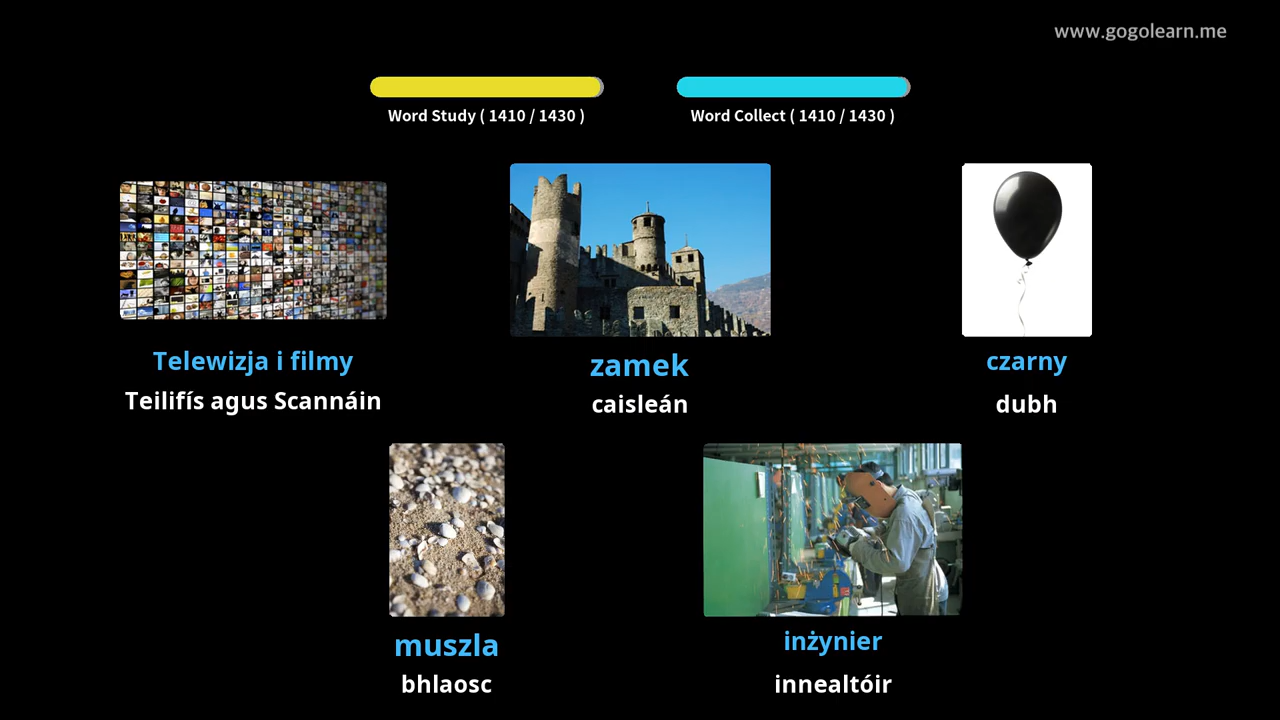 www.gogolearn.me
Word Study ( 1410 / 1430 )
Word Collect ( 1410 / 1430 )
Telewizja i filmy
Teilifís agus Scannáin
zamek
caisleán
czarny
dubh
muszla
bhlaosc
inżynier
innealtóir